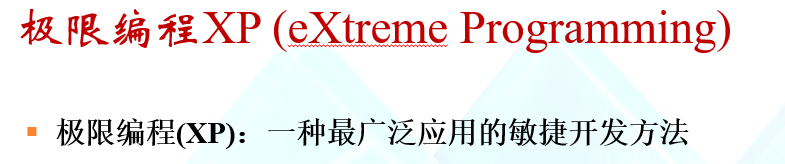 极限编程XP (eXtreme Programming)
极限编程(XP)：一种最广泛应用的敏捷开发方法